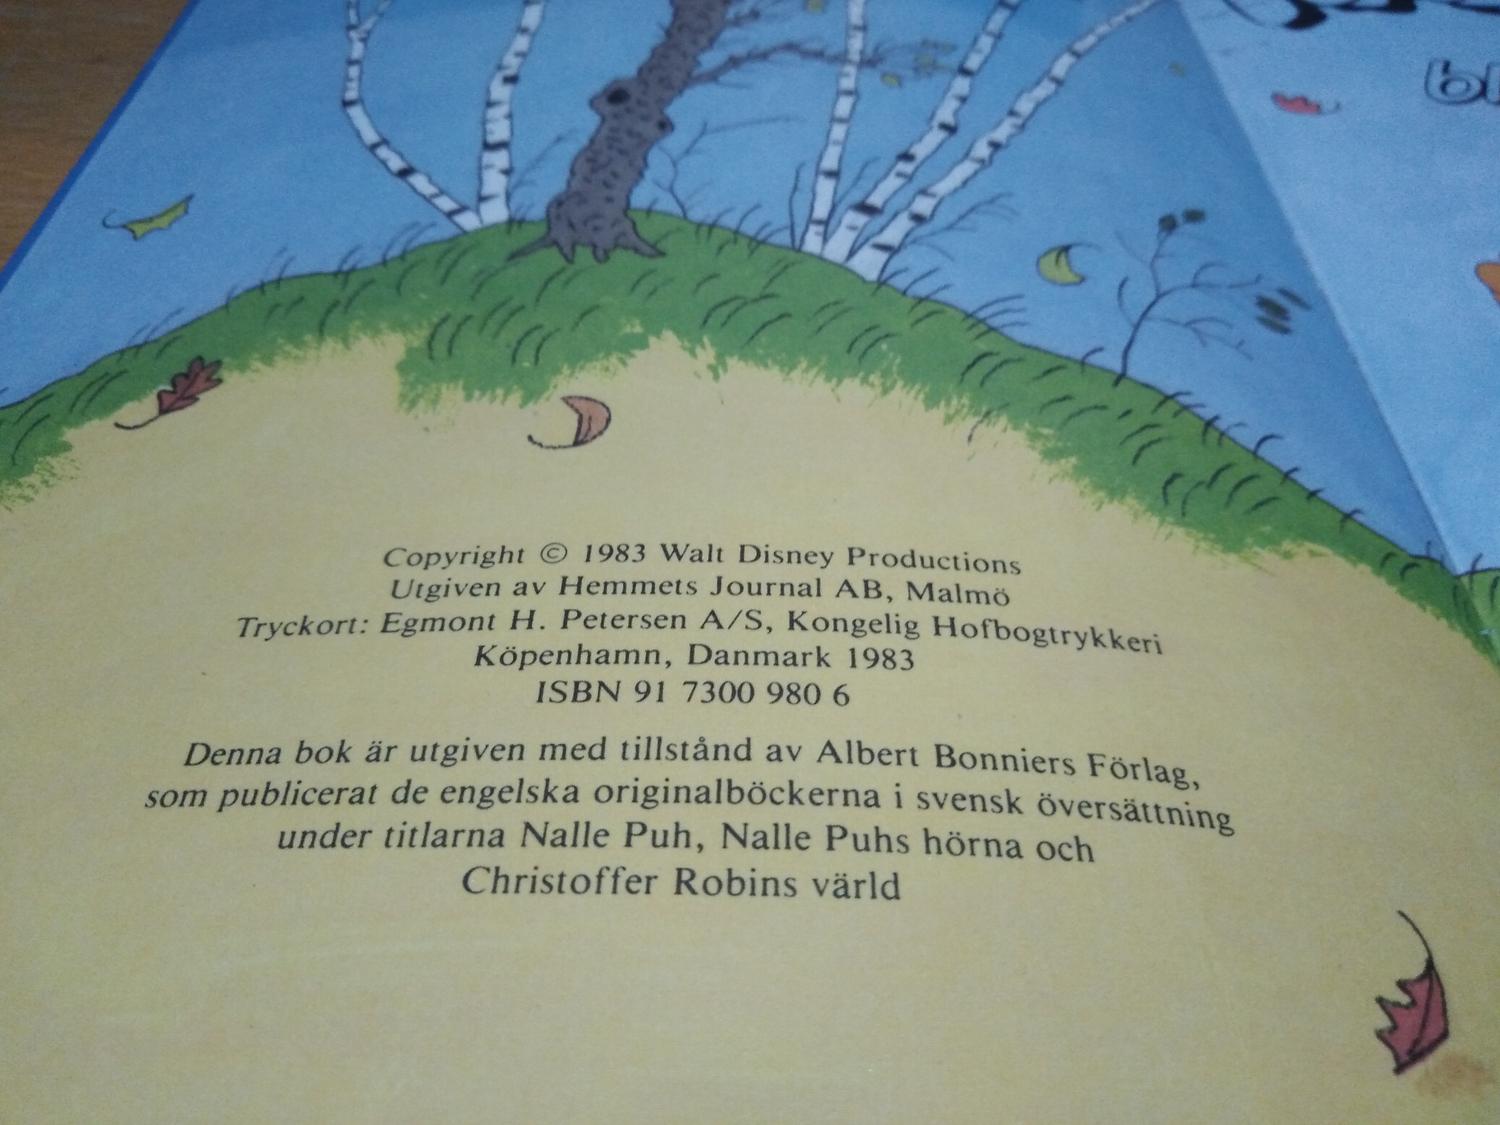 bl
Copyright © 1983 Walt Disney Productions
Utgiven av Hemmets Journal AB, Malmö
Tryckort: Egmont H. Petersen A/S, Kongelig Hofbogtrykkeri
Köpenhamn, Danmark 1983
ISBN 91 7300 980 6
Denna bok är utgiven med tillstånd av Albert Bonniers Förlag,
som publicerat de engelska originalböckerna i svensk översättning
under titlarna Nalle Puh, Nalle Puhs hörna och
Christoffer Robins värld